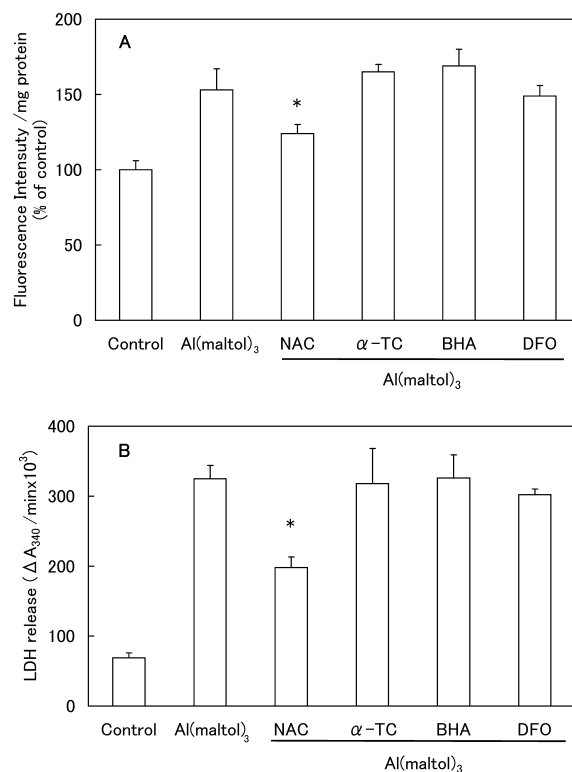 A
Fluorescence Intensuty /mg protein
(% of control)
200
150
100
50
0
*
Control Al(maltol)₃ NAC α-TC BHA DFO
Al(maltol)₃
B
LDH release ( Δ A₃₄₀ /minx10³)
400
300
200
100
0
*
Control Al(maltol)₃ NAC α-TC BHA DFO
Al(maltol)₃